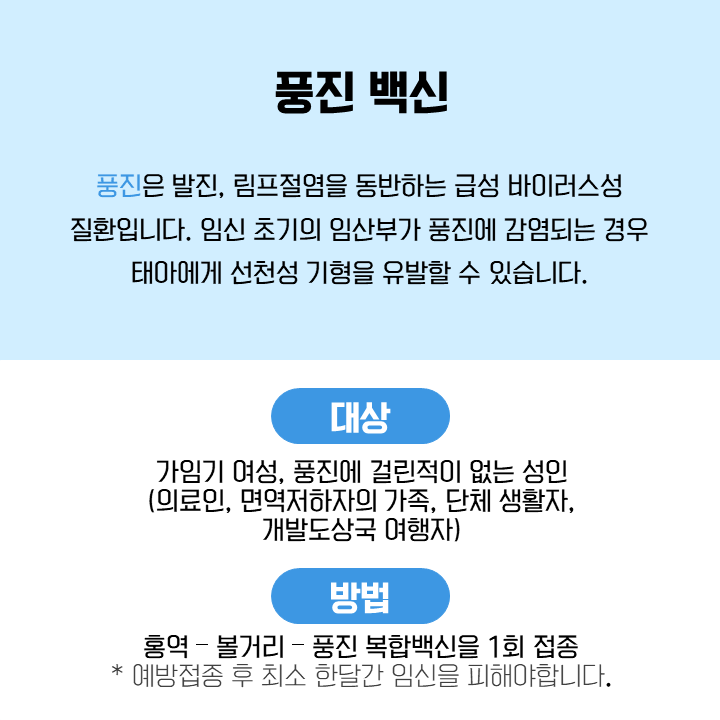 풍진 백신
풍진은 발진, 림프절염을 동반하는 급성 바이러스성
질환입니다. 임신 초기의 임산부가 풍진에 감염되는 경우
태아에게 선천성 기형을 유발할 수 있습니다.
대상
가임기 여성, 풍진에 걸린적이 없는 성인
(의료인, 면역저하자의 가족, 단체 생활자,
개발도상국 여행자)
방법
홍역 - 볼거리 - 풍진 복합백신을 1회 접종
* 예방접종 후 최소 한달간 임신을 피해야합니다.